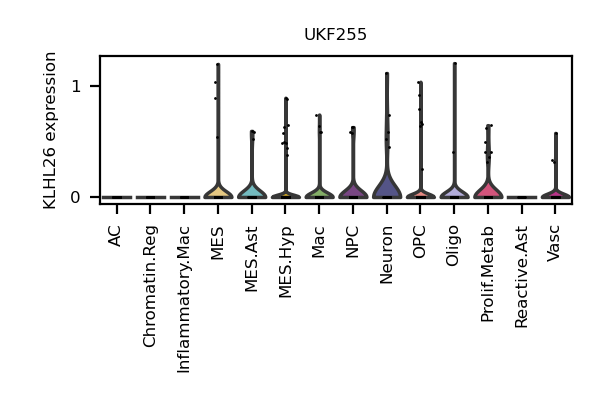 UKF255
KLHL26 expression
1
0
AC
Chromatin.Reg
Inflammatory.Mac
MES
MES.Ast
MES.Hyp
Mac
NPC
Neuron
OPC
Oligo
Prolif.Metab
Reactive.Ast
Vasc